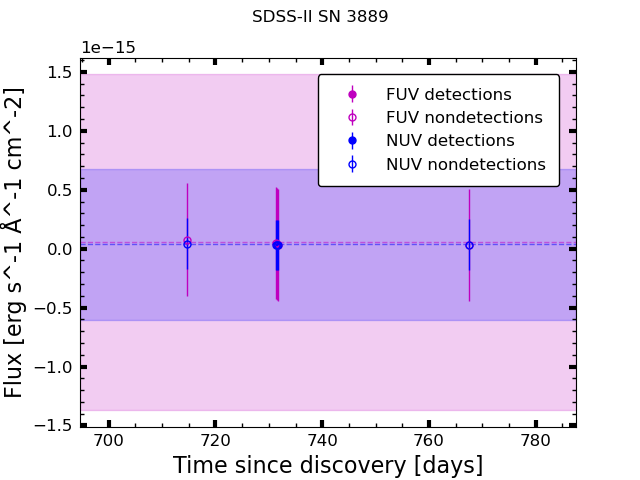 SDSS-II SN 3889
1e−15
FUV detections
FUV nondetections
NUV detections
NUV nondetections
1.5
1.0
0.5
0.0
−0.5
−1.0
−1.5
Flux [erg s^-1 Å^-1 cm^-2]
700 720 740 760 780
Time since discovery [days]